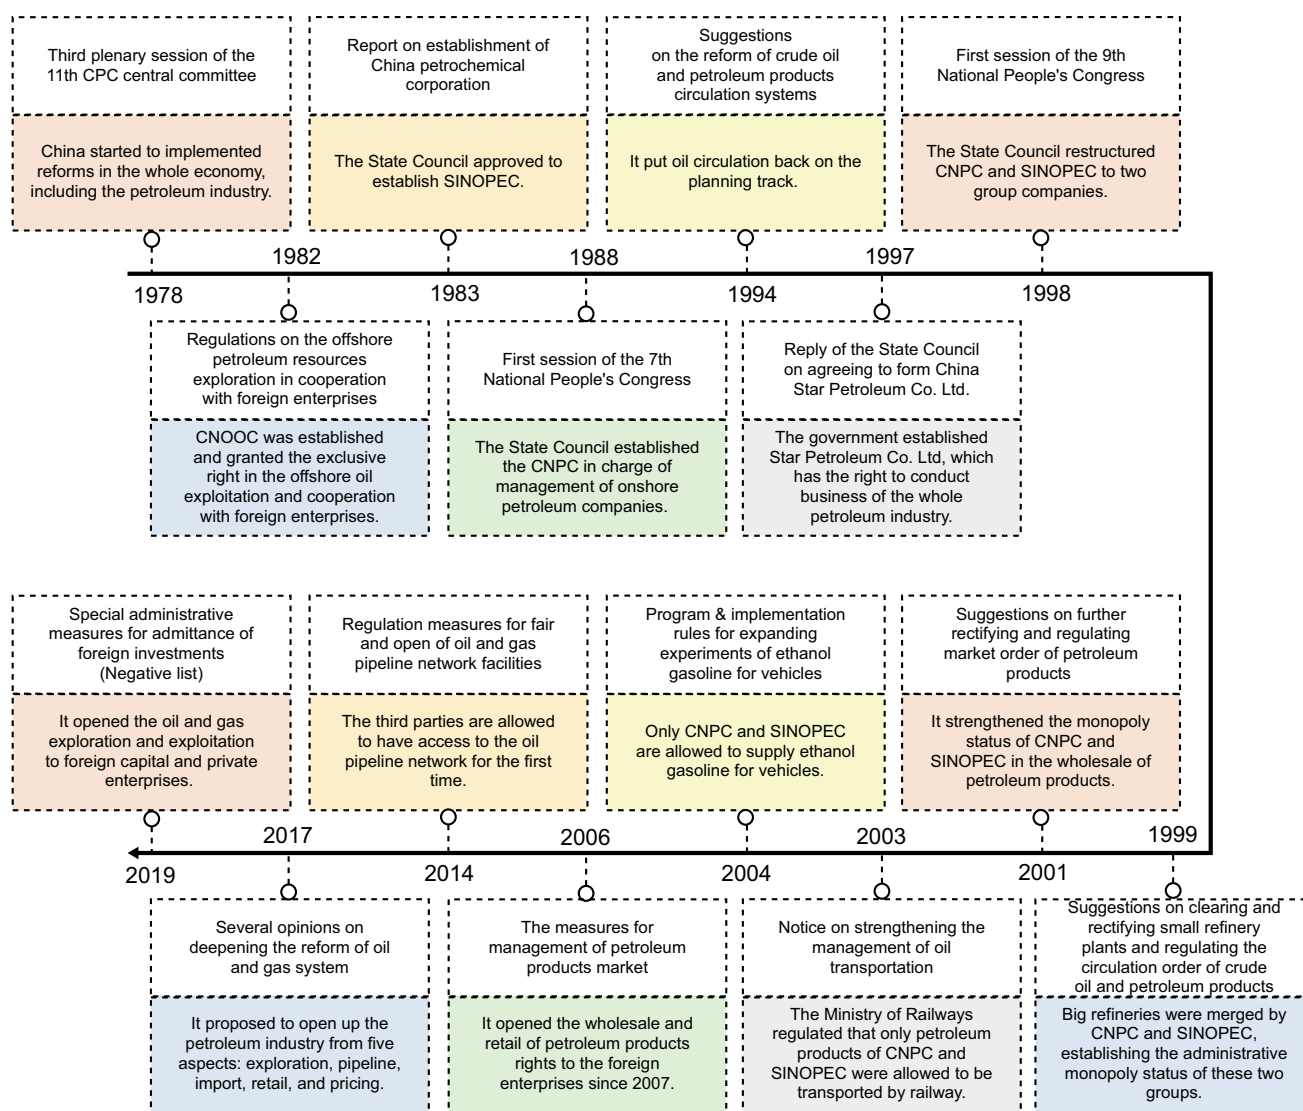 Third plenary session of the
11th CPC central committee
China started to implemented
reforms in the whole economy,
including the petroleum industry.
Report on establishment of
China petrochemical
corporation
The State Council approved to
establish SINOPEC.
Suggestions
on the reform of crude oil
and petroleum products
circulation systems
It put oil circulation back on the
planning track.
First session of the 9th
National People's Congress
The State Council restructured
CNPC and SINOPEC to two
group companies.
1982
1988
1997
1978
1983
1994
1998
Regulations on the offshore
petroleum resources
exploration in cooperation
with foreign enterprises
CNOOC was established
and granted the exclusive
right in the offshore oil
exploitation and cooperation
with foreign enterprises.
First session of the 7th
National People's Congress
The State Council established
the CNPC in charge of
management of onshore
petroleum companies.
Reply of the State Council
on agreeing to form China
Star Petroleum Co. Ltd.
The government established
Star Petroleum Co. Ltd, which
has the right to conduct
business of the whole
petroleum industry.
Special administrative
measures for admittance of
foreign investments
(Negative list)
It opened the oil and gas
exploration and exploitation
to foreign capital and private
enterprises.
Regulation measures for fair
and open of oil and gas
pipeline network facilities
The third parties are allowed
to have access to the oil
pipeline network for the first
time.
Program & implementation
rules for expanding
experiments of ethanol
gasoline for vehicles
Only CNPC and SINOPEC
are allowed to supply ethanol
gasoline for vehicles.
Suggestions on further
rectifying and regulating
market order of petroleum
products
It strengthened the monopoly
status of CNPC and
SINOPEC in the wholesale of
petroleum products.
2017
2006
2003
1999
2019
2014
2004
2001
Several opinions on
deepening the reform of oil
and gas system
It proposed to open up the
petroleum industry from five
aspects: exploration, pipeline,
import, retail, and pricing.
The measures for
management of petroleum
products market
It opened the wholesale and
retail of petroleum products
rights to the foreign
enterprises since 2007.
Notice on strengthening the
management of oil
transportation
The Ministry of Railways
regulated that only petroleum
products of CNPC and
SINOPEC were allowed to be
transported by railway.
Suggestions on clearing and
rectifying small refinery
plants and regulating the
circulation order of crude
oil and petroleum products
Big refineries were merged by
CNPC and SINOPEC,
establishing the administrative
monopoly status of these two
groups.